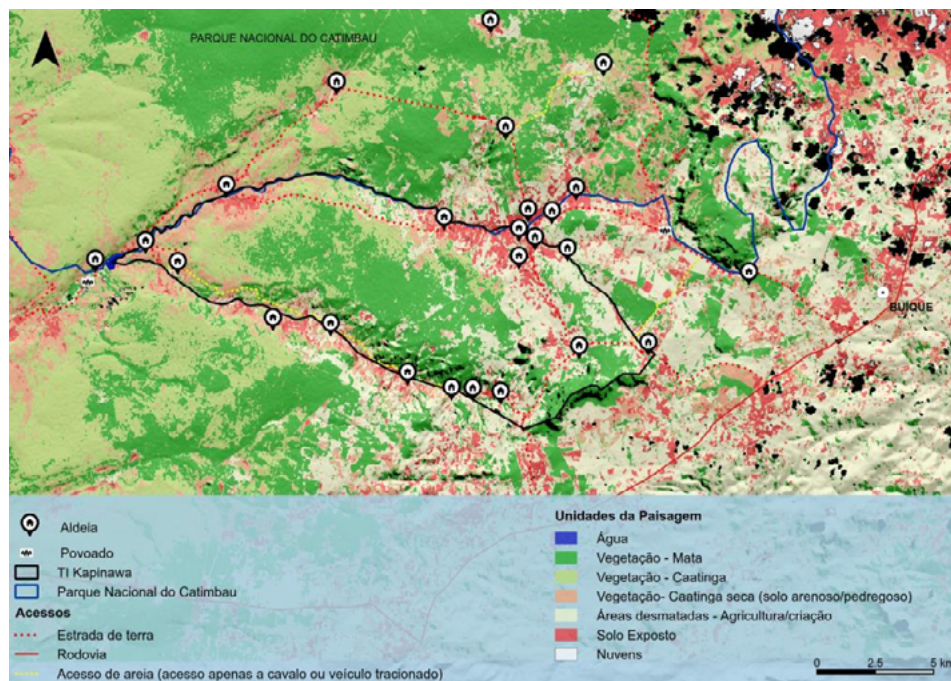 PARQUE NACIONAL DO CATIMBAU
BUIQUE
Aldeia
Povoado
TI Kapinawa
Parque Nacional do Catimbau
Acessos
Estrada de terra
Rodovia
Acesso de areia (acesso apenas a cavalo ou veículo tracionado)
Unidades da Paisagem
Água
Vegetação - Mata
Vegetação - Caatinga
Vegetação- Caatinga seca (solo arenoso/pedregoso)
Áreas desmatadas - Agricultura/criação
Solo Exposto
Nuvens
0 2.5 5 km